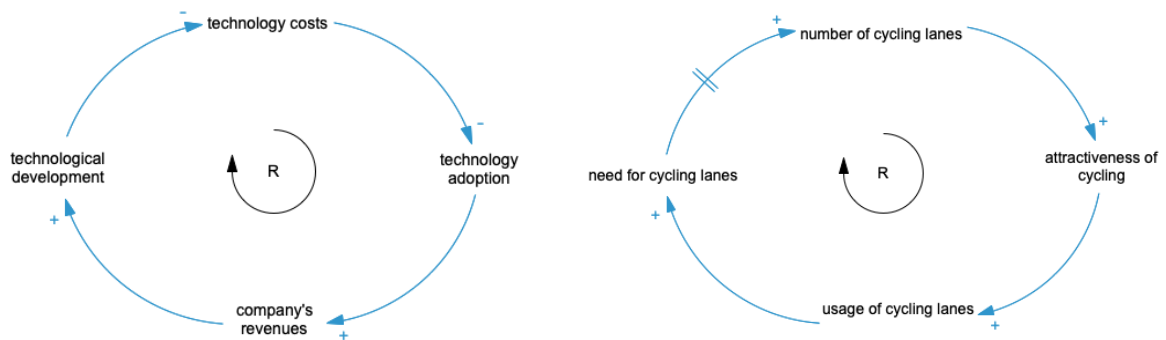 technology costs
-
-
technology
adoption
+
company's
revenues
+
technological
development
R
number of cycling lanes
+
+
attractiveness of
cycling
+
usage of cycling lanes
+
need for cycling lanes
R